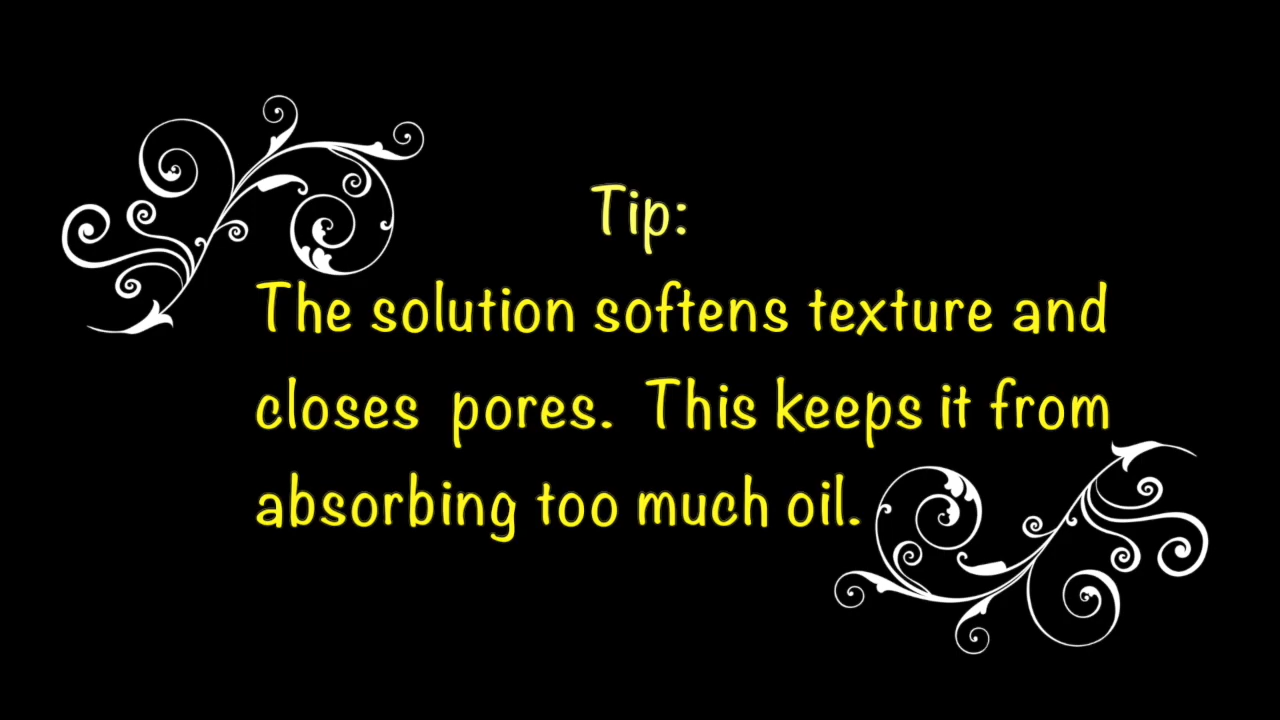 Tip:
The solution softens texture and
closes  pores.  This keeps it from
absorbing too much oil.